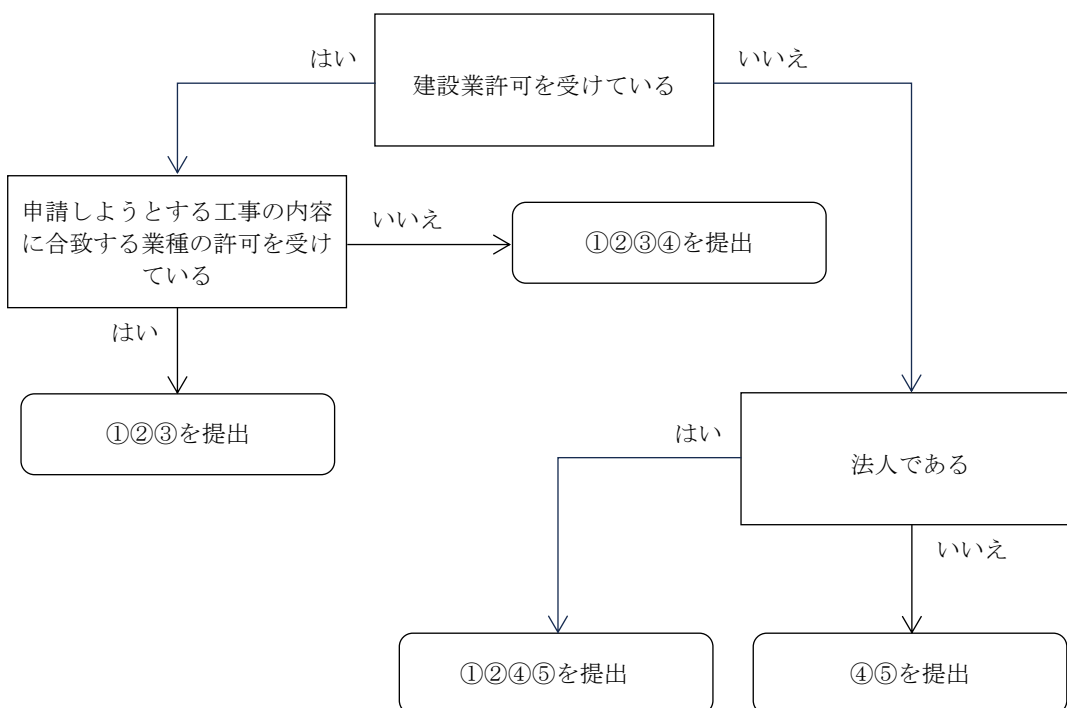 はい
いいえ
建設業許可を受けている
申請しようとする工事の内容
に合致する業種の許可を受け
ている
いいえ
①②③④を提出
はい
①②③を提出
はい
法人である
いいえ
①②④⑤を提出
④⑤を提出